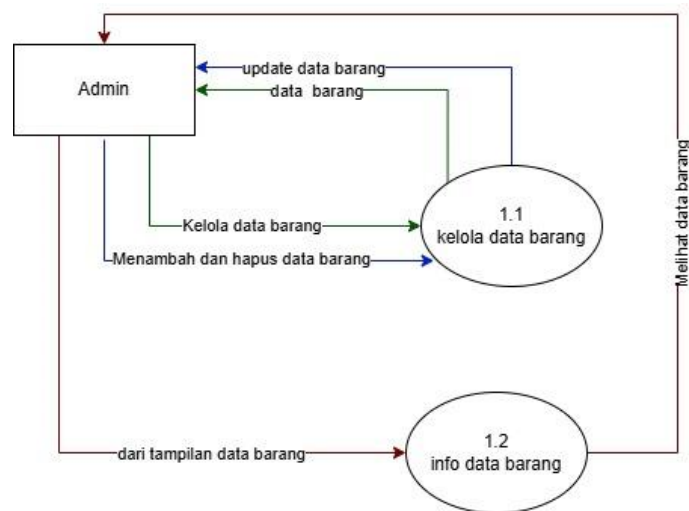 Admin
update data barang
data barang
Kelola data barang
Menambah dan hapus data barang
1.1
kelola data barang
Melihat data barang
dari tampilan data barang
1.2
info data barang